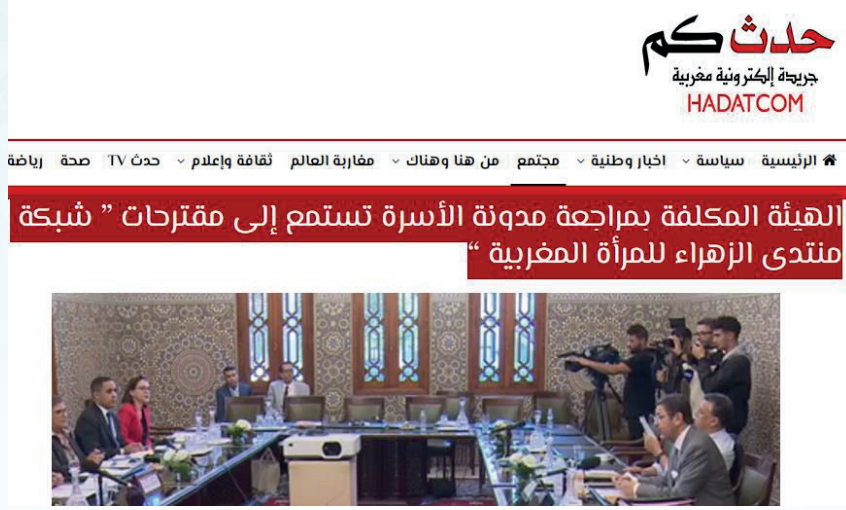 حدث كم
جريدة إلكترونية مغربية
HADATCOM
الرئيسية سياسة اخبار وطنية مجتمع من هنا وهناك مغاربة العالم ثقافة وإعلام حدث TV صحة رياضة
الهيئة المكلفة بمراجعة مدونة الأسرة تستمع إلى مقترحات ” شبكة
منتدى الزهراء للمرأة المغربية “